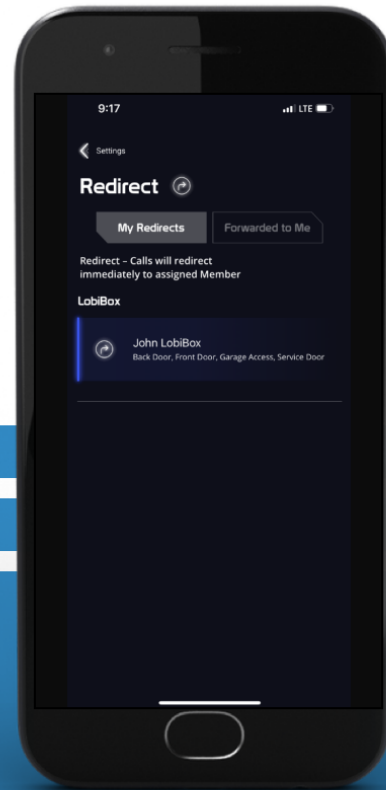 9:17
LTE
Settings
Redirect
My Redirects
Forwarded to Me
Redirect – Calls will redirect
immediately to assigned Member
LobiBox
John LobiBox
Back Door, Front Door, Garage Access, Service Door